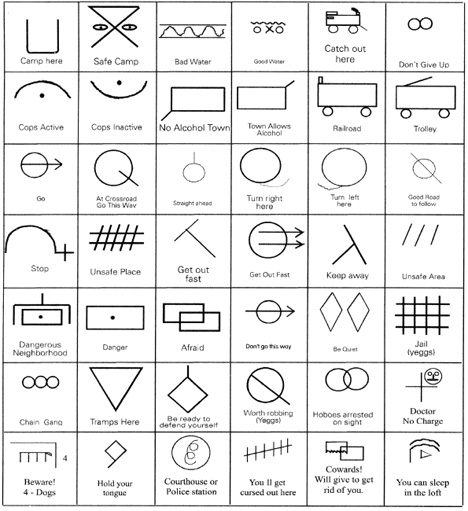 Camp here
Safe Camp
Bad Water
Good Water
Catch out
here
Don't Give Up
Cops Active
Cops Inactive
No Alcohol Town
Town Allows
Alcohol
Railroad
Trolley
Go
At Crossroad
Go This Way
Straight ahead
Turn right
here
Turn left
here
Good Road
to follow
Stop
Unsafe Place
Get out
fast
Get Out Fast
Keep away
Unsafe Area
Dangerous
Neighborhood
Danger
Afraid
Don't go this way
Be Quiet
Jail
(yeggs)
Chain Gang
Tramps Here
Be ready to
defend yourself
Worth robbing
(Yeggs)
Hoboes arrested
on sight
Doctor
No Charge
4
Beware!
4 - Dogs
Hold your
tongue
Courthouse or
Police station
You ll get
cursed out here
Cowards!
Will give to get
rid of you.
You can sleep
in the loft